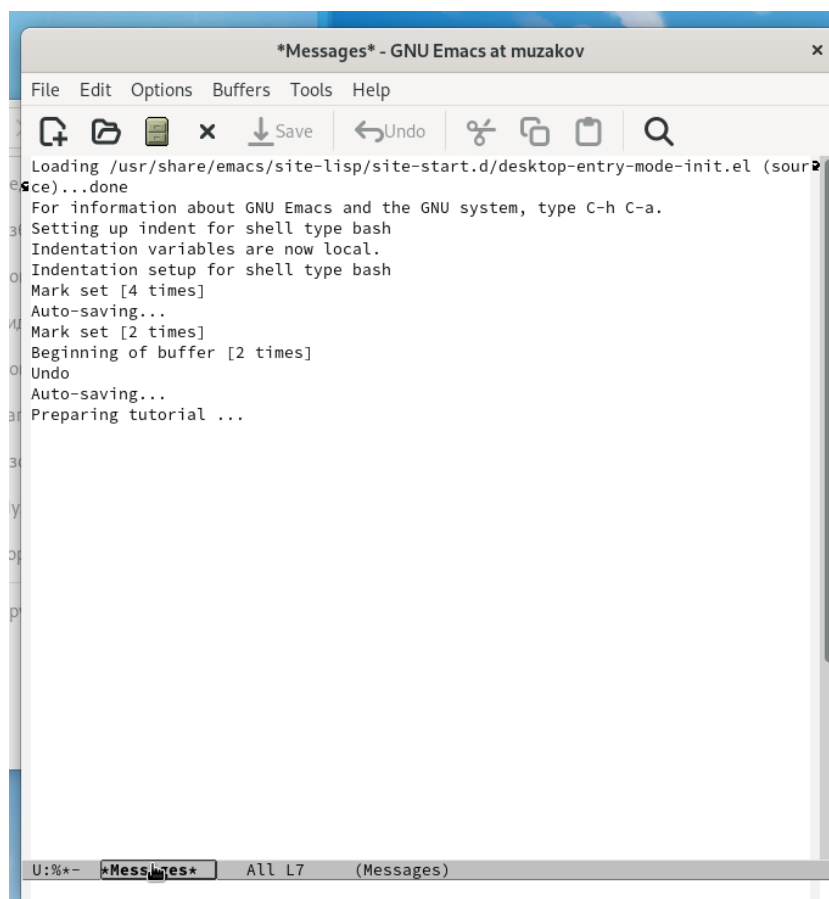 *Messages* - GNU Emacs at muzakov
File Edit Options Buffers Tools Help
Save Undo
Loading /usr/share/emacs/site-lisp/site-start.d/desktop-entry-mode-init.el (sour
ce)...done
For information about GNU Emacs and the GNU system, type C-h C-a.
Setting up indent for shell type bash
Indentation variables are now local.
Indentation setup for shell type bash
Mark set [4 times]
Auto-saving...
Mark set [2 times]
Beginning of buffer [2 times]
Undo
Auto-saving...
Preparing tutorial ...
U:%*- *Messages* All L7 (Messages)